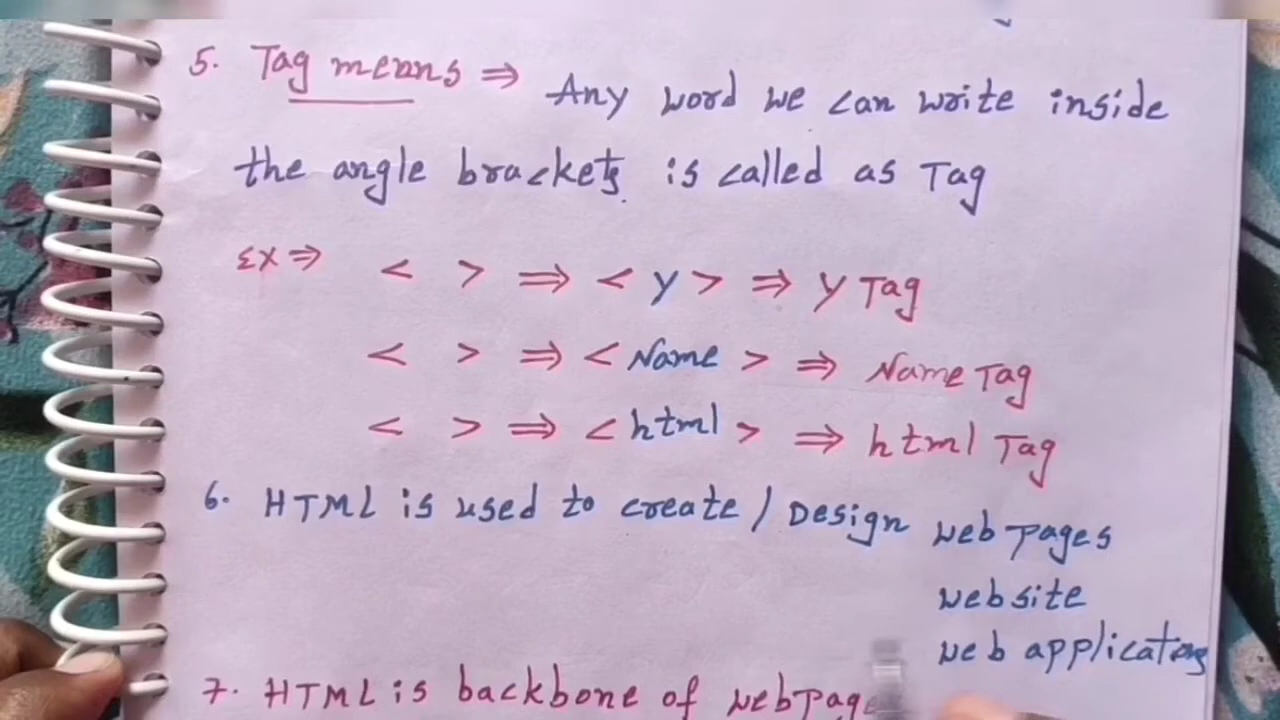 5. Tag means ⇒ Any word we can write inside
the angle brackets is called as Tag
Ex ⇒ < > ⇒ < y > ⇒ y Tag
< > ⇒ < Name > ⇒ Name Tag
< > ⇒ < html > ⇒ html Tag
6. HTML is used to create / Design web pages
website
web applications
7. HTML is backbone of webpage